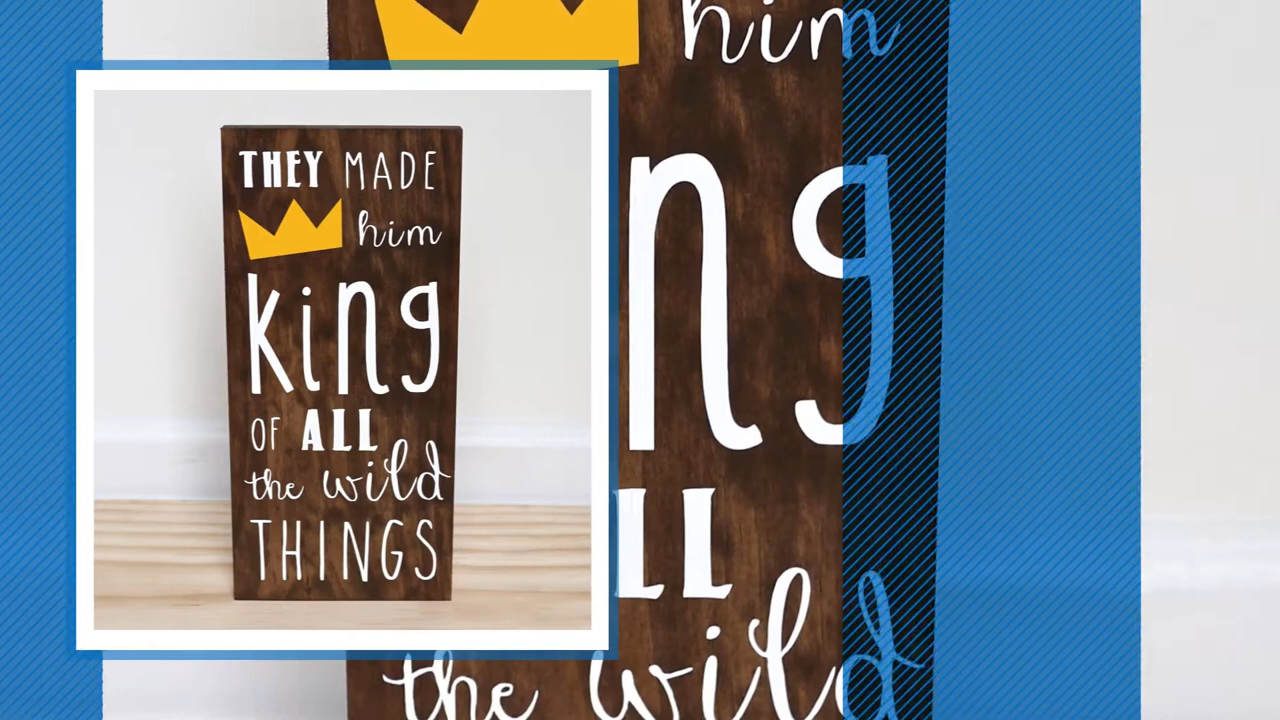 THEY MADE
him
king
OF ALL
the wild
THINGS
him
ng
LL
the wild